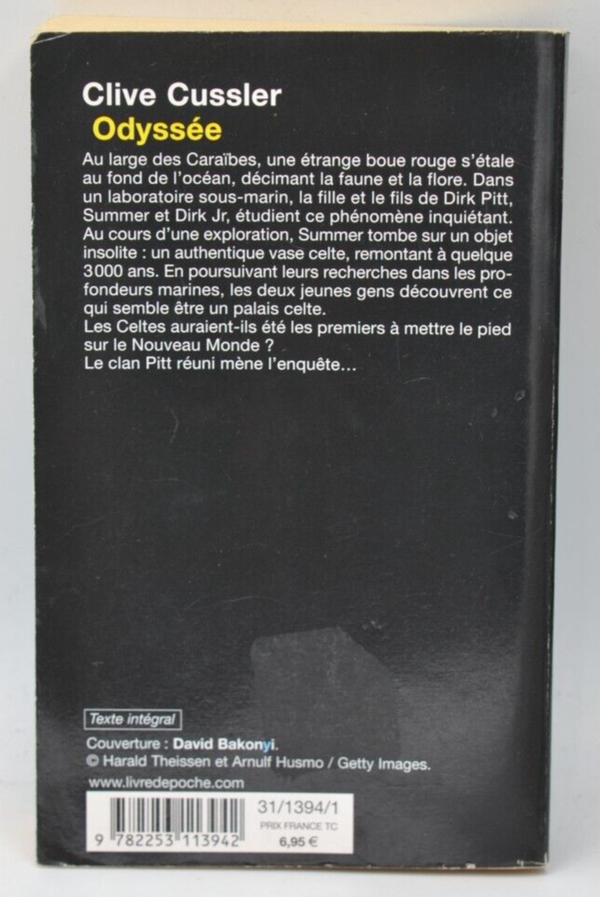 Clive Cussler
Odyssée
Au large des Caraïbes, une étrange boue rouge s'étale
au fond de l'océan, décimant la faune et la flore. Dans
un laboratoire sous-marin, la fille et le fils de Dirk Pitt,
Summer et Dirk Jr, étudient ce phénomène inquiétant.
Au cours d'une exploration, Summer tombe sur un objet
insolite : un authentique vase celte, remontant à quelque
3000 ans. En poursuivant leurs recherches dans les pro-
fondeurs marines, les deux jeunes gens découvrent ce
qui semble être un palais celte.
Les Celtes auraient-ils été les premiers à mettre le pied
sur le Nouveau Monde ?
Le clan Pitt réuni mène l'enquête…
Texte intégral
Couverture : David Bakonyi.
© Harald Theissen et Arnulf Husmo / Getty Images.
www.livredepoche.com
31/1394/1
PRIX FRANCE TC
6,95 €
9 782253 113942